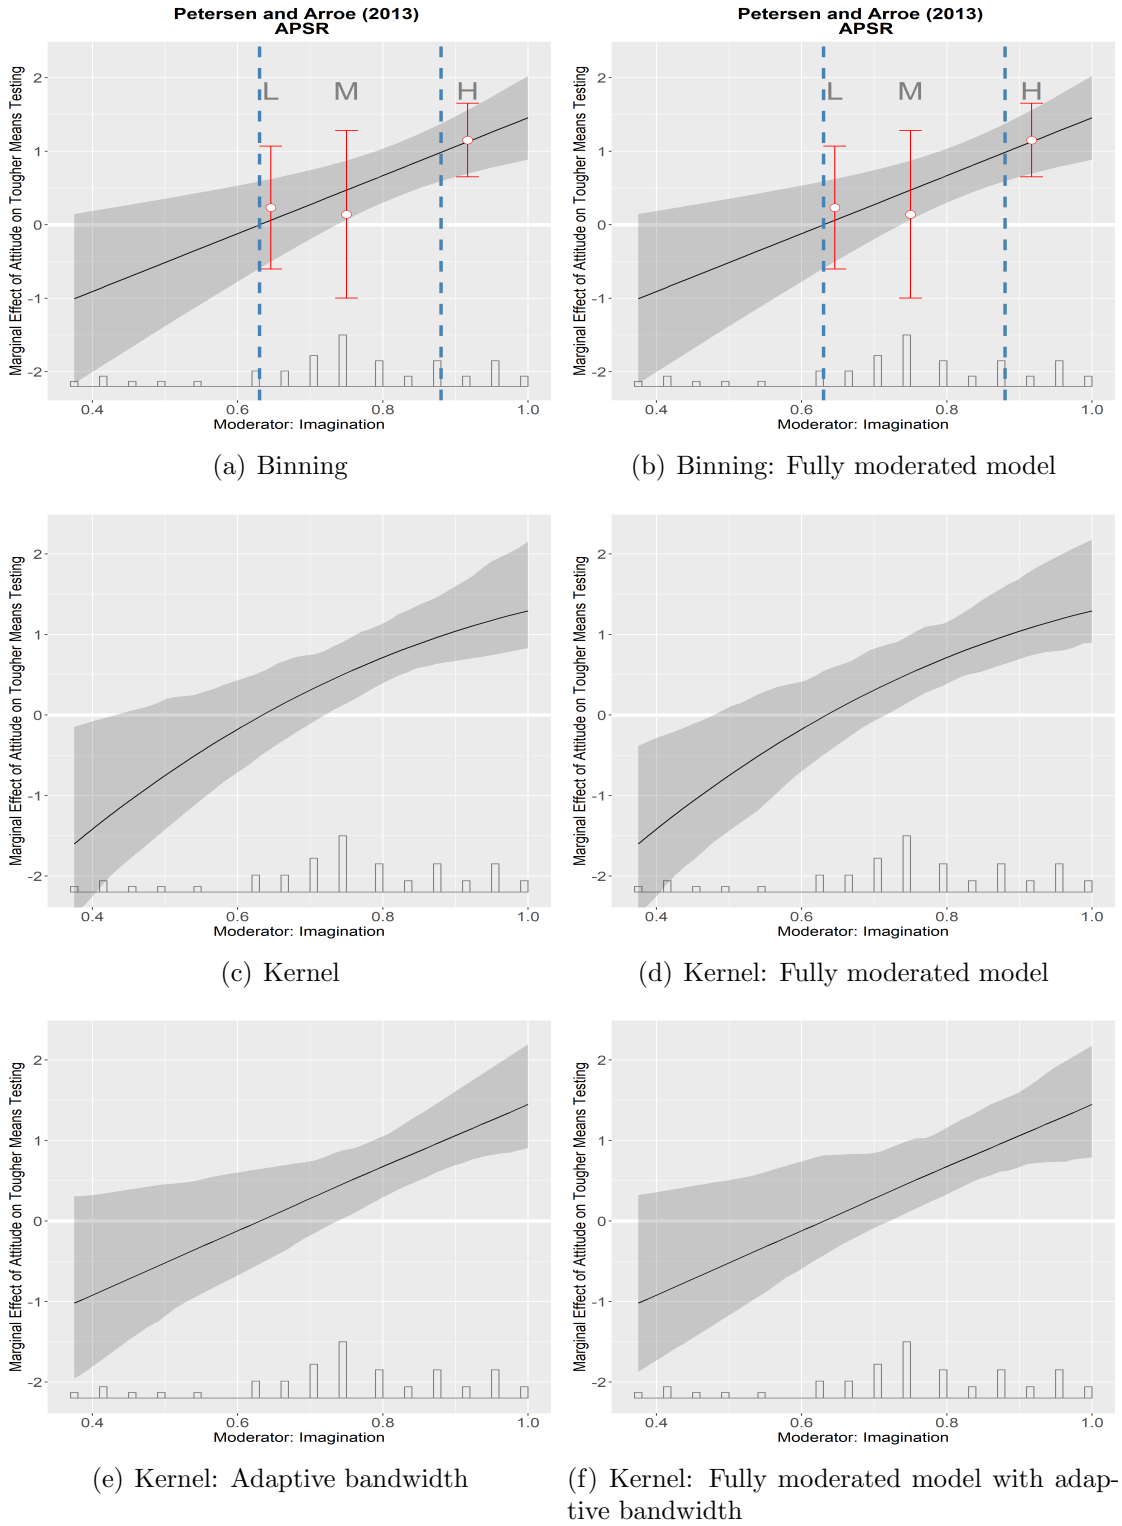 Petersen and Arroe (2013)
APSR
Marginal Effect of Attitude on Tougher Means Testing
2
1
0
-1
-2
L M H
0.4 0.6 0.8 1.0
Moderator: Imagination
(a) Binning
Petersen and Arroe (2013)
APSR
Marginal Effect of Attitude on Tougher Means Testing
2
1
0
-1
-2
L M H
0.4 0.6 0.8 1.0
Moderator: Imagination
(b) Binning: Fully moderated model
Marginal Effect of Attitude on Tougher Means Testing
2
1
0
-1
-2
0.4 0.6 0.8 1.0
Moderator: Imagination
(c) Kernel
Marginal Effect of Attitude on Tougher Means Testing
2
1
0
-1
-2
0.4 0.6 0.8 1.0
Moderator: Imagination
(d) Kernel: Fully moderated model
Marginal Effect of Attitude on Tougher Means Testing
2
1
0
-1
-2
0.4 0.6 0.8 1.0
Moderator: Imagination
(e) Kernel: Adaptive bandwidth
Marginal Effect of Attitude on Tougher Means Testing
2
1
0
-1
-2
0.4 0.6 0.8 1.0
Moderator: Imagination
(f) Kernel: Fully moderated model with adap-
tive bandwidth